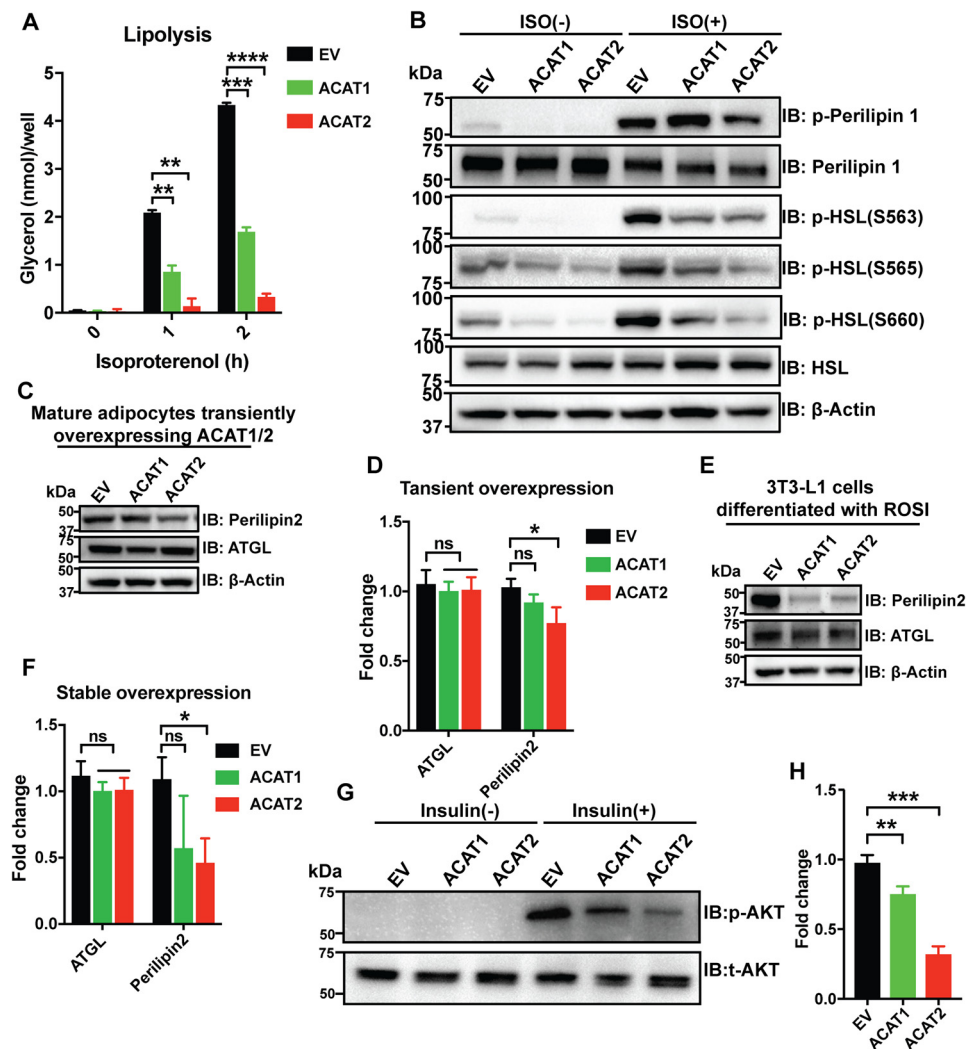 A
Lipolysis
EV
ACAT1
ACAT2
****
***
**
**
Glycerol (nmol)/well
5
4
3
2
1
0
0
1
2
Isoproterenol (h)
B
ISO(-)
ISO(+)
kDa
EV
ACAT1
ACAT2
EV
ACAT1
ACAT2
75
50
IB: p-Perilipin 1
75
50
IB: Perilipin 1
100
75
IB: p-HSL(S563)
100
75
IB: p-HSL(S565)
100
75
IB: p-HSL(S660)
100
75
IB: HSL
50
37
IB: β-Actin
C
Mature adipocytes transiently
overexpressing ACAT1/2
kDa
EV
ACAT1
ACAT2
50
37
IB: Perilipin2
75
50
IB: ATGL
50
37
IB: β-Actin
D
Tansient overexpression
EV
ACAT1
ACAT2
ns
ns
*
Fold change
1.5
1.0
0.5
0.0
ATGL
Perilipin2
E
3T3-L1 cells
differentiated with ROSI
kDa
EV
ACAT1
ACAT2
50
37
IB: Perilipin2
75
50
IB: ATGL
50
37
IB: β-Actin
F
Stable overexpression
EV
ACAT1
ACAT2
ns
ns
*
Fold change
1.5
1.0
0.5
0.0
ATGL
Perilipin2
G
Insulin(-)
Insulin(+)
kDa
EV
ACAT1
ACAT2
EV
ACAT1
ACAT2
75
50
IB:p-AKT
75
50
IB:t-AKT
H
***
**
Fold change
1.5
1.0
0.5
0.0
EV
ACAT1
ACAT2